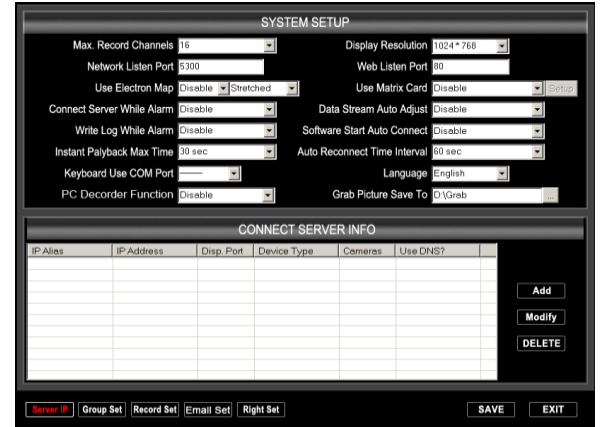 SYSTEM SETUP
Max. Record Channels 16 Display Resolution 1024*768
Network Listen Port 5300 Web Listen Port 80
Use Electron Map Disable Stretched Use Matrix Card Disable Setup
Connect Server While Alarm Disable Data Stream Auto Adjust Disable
Write Log While Alarm Disable Software Start Auto Connect Disable
Instant Palyback Max Time 30 sec Auto Reconnect Time Interval 60 sec
Keyboard Use COM Port —— Language English
PC Decorder Function Disable Grab Picture Save To D:\Grab ...
CONNECT SERVER INFO
IP Alias IP Address Disp. Port Device Type Cameras Use DNS?
Add
Modify
DELETE
Server IP Group Set Record Set Email Set Right Set SAVE EXIT